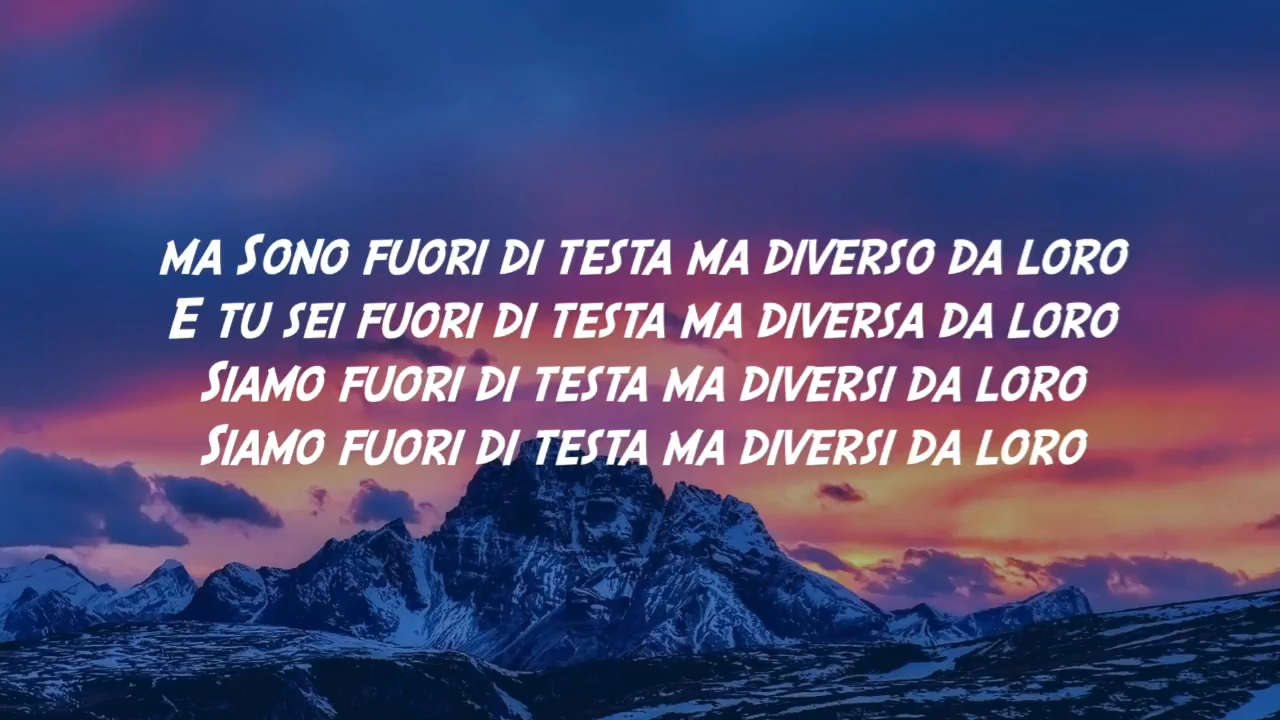 ma Sono fuori di testa ma diverso da loro
E tu sei fuori di testa ma diversa da loro
Siamo fuori di testa ma diversi da loro
Siamo fuori di testa ma diversi da loro